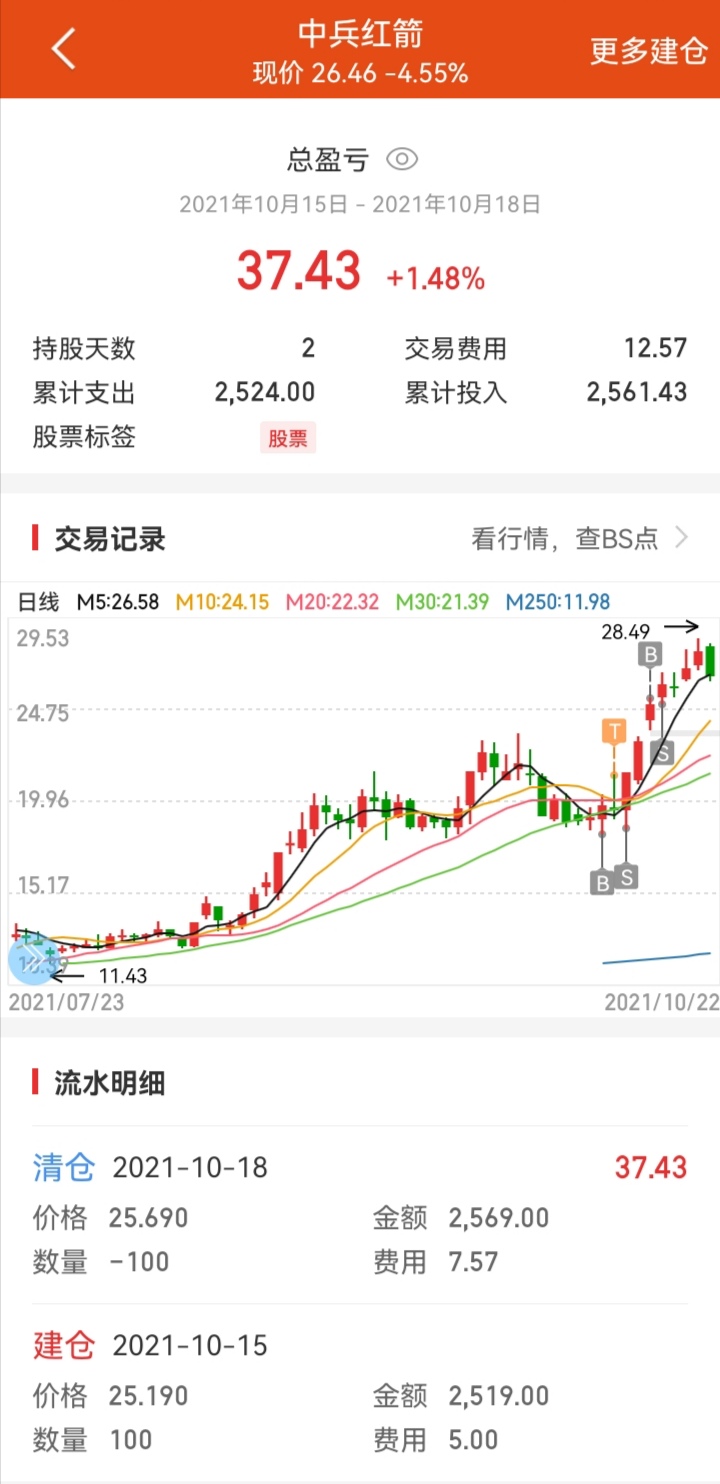 中兵红箭
现价 26.46 -4.55%
更多建仓
总盈亏
2021年10月15日 - 2021年10月18日
37.43 +1.48%
持股天数 2 交易费用 12.57
累计支出 2,524.00 累计投入 2,561.43
股票标签 股票
交易记录 看行情，查BS点
日线 M5:26.58 M10:24.15 M20:22.32 M30:21.39 M250:11.98
29.53
28.49
B
24.75
T
S
19.96
15.17
B S
10.39
11.43
2021/07/23 2021/10/22
流水明细
清仓 2021-10-18 37.43
价格 25.690 金额 2,569.00
数量 -100 费用 7.57
建仓 2021-10-15
价格 25.190 金额 2,519.00
数量 100 费用 5.00